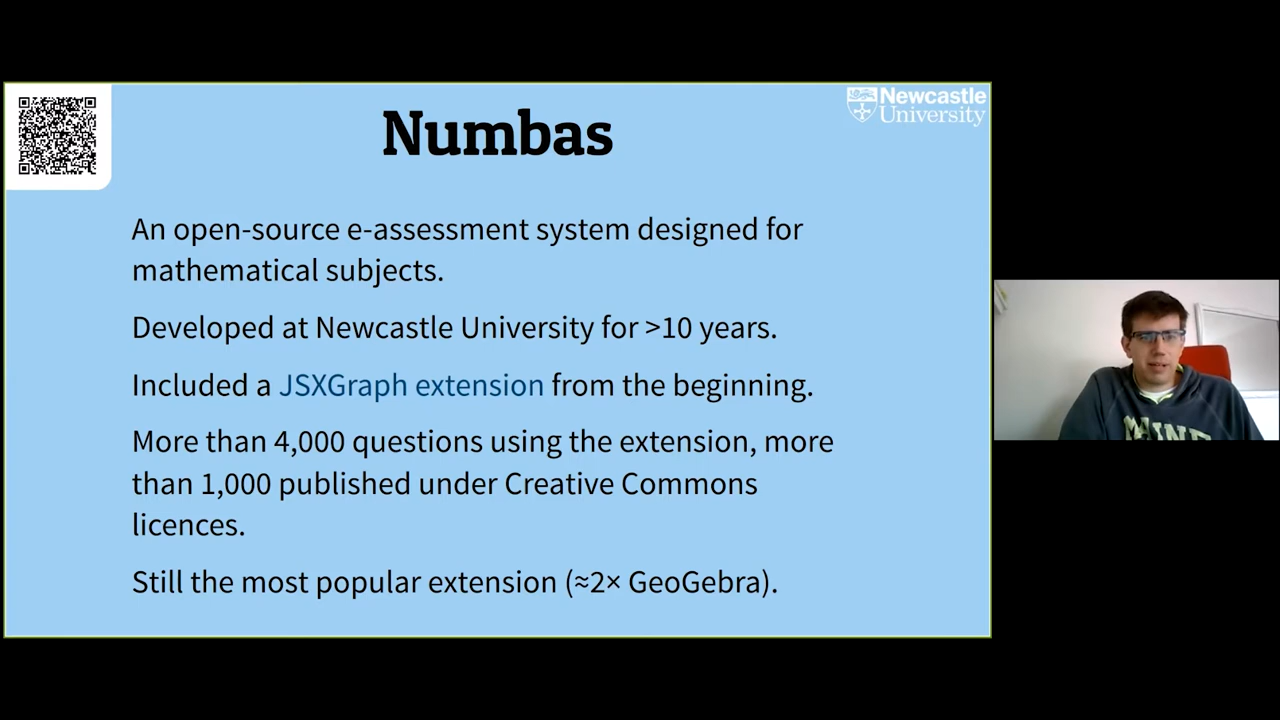 Numbas
Newcastle
University
An open-source e-assessment system designed for
mathematical subjects.
Developed at Newcastle University for >10 years.
Included a JSXGraph extension from the beginning.
More than 4,000 questions using the extension, more
than 1,000 published under Creative Commons
licences.
Still the most popular extension (≈2× GeoGebra).